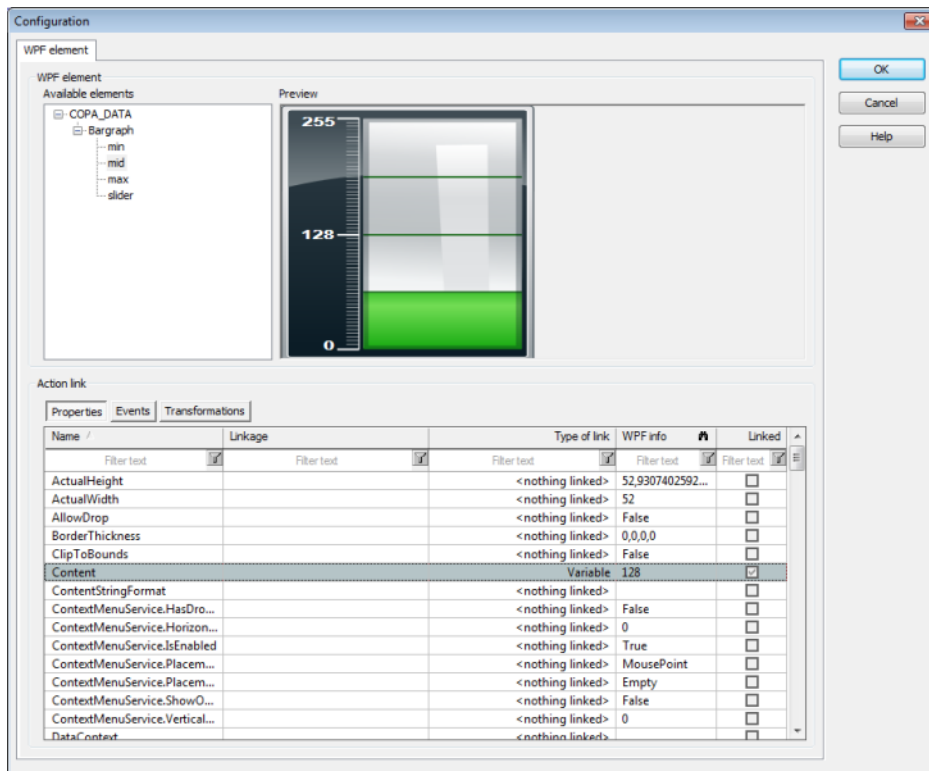 Configuration
WPF element
WPF element
Available elements
Preview
COPA_DATA
Bargraph
min
mid
max
slider
255
128
0
OK
Cancel
Help
Action link
Properties Events Transformations
Name Linkage Type of link WPF info Linked
Filter text Filter text Filter text Filter text Filter text
ActualHeight <nothing linked> 52,9307402592...
ActualWidth <nothing linked> 52
AllowDrop <nothing linked> False
BorderThickness <nothing linked> 0,0,0,0
ClipToBounds <nothing linked> False
Content Variable 128
ContentStringFormat <nothing linked>
ContextMenuService.HasDro... <nothing linked> False
ContextMenuService.Horizon... <nothing linked> 0
ContextMenuService.IsEnabled <nothing linked> True
ContextMenuService.Placem... <nothing linked> MousePoint
ContextMenuService.Placem... <nothing linked> Empty
ContextMenuService.ShowO... <nothing linked> False
ContextMenuService.Vertical... <nothing linked> 0
DataContext <nothing linked>